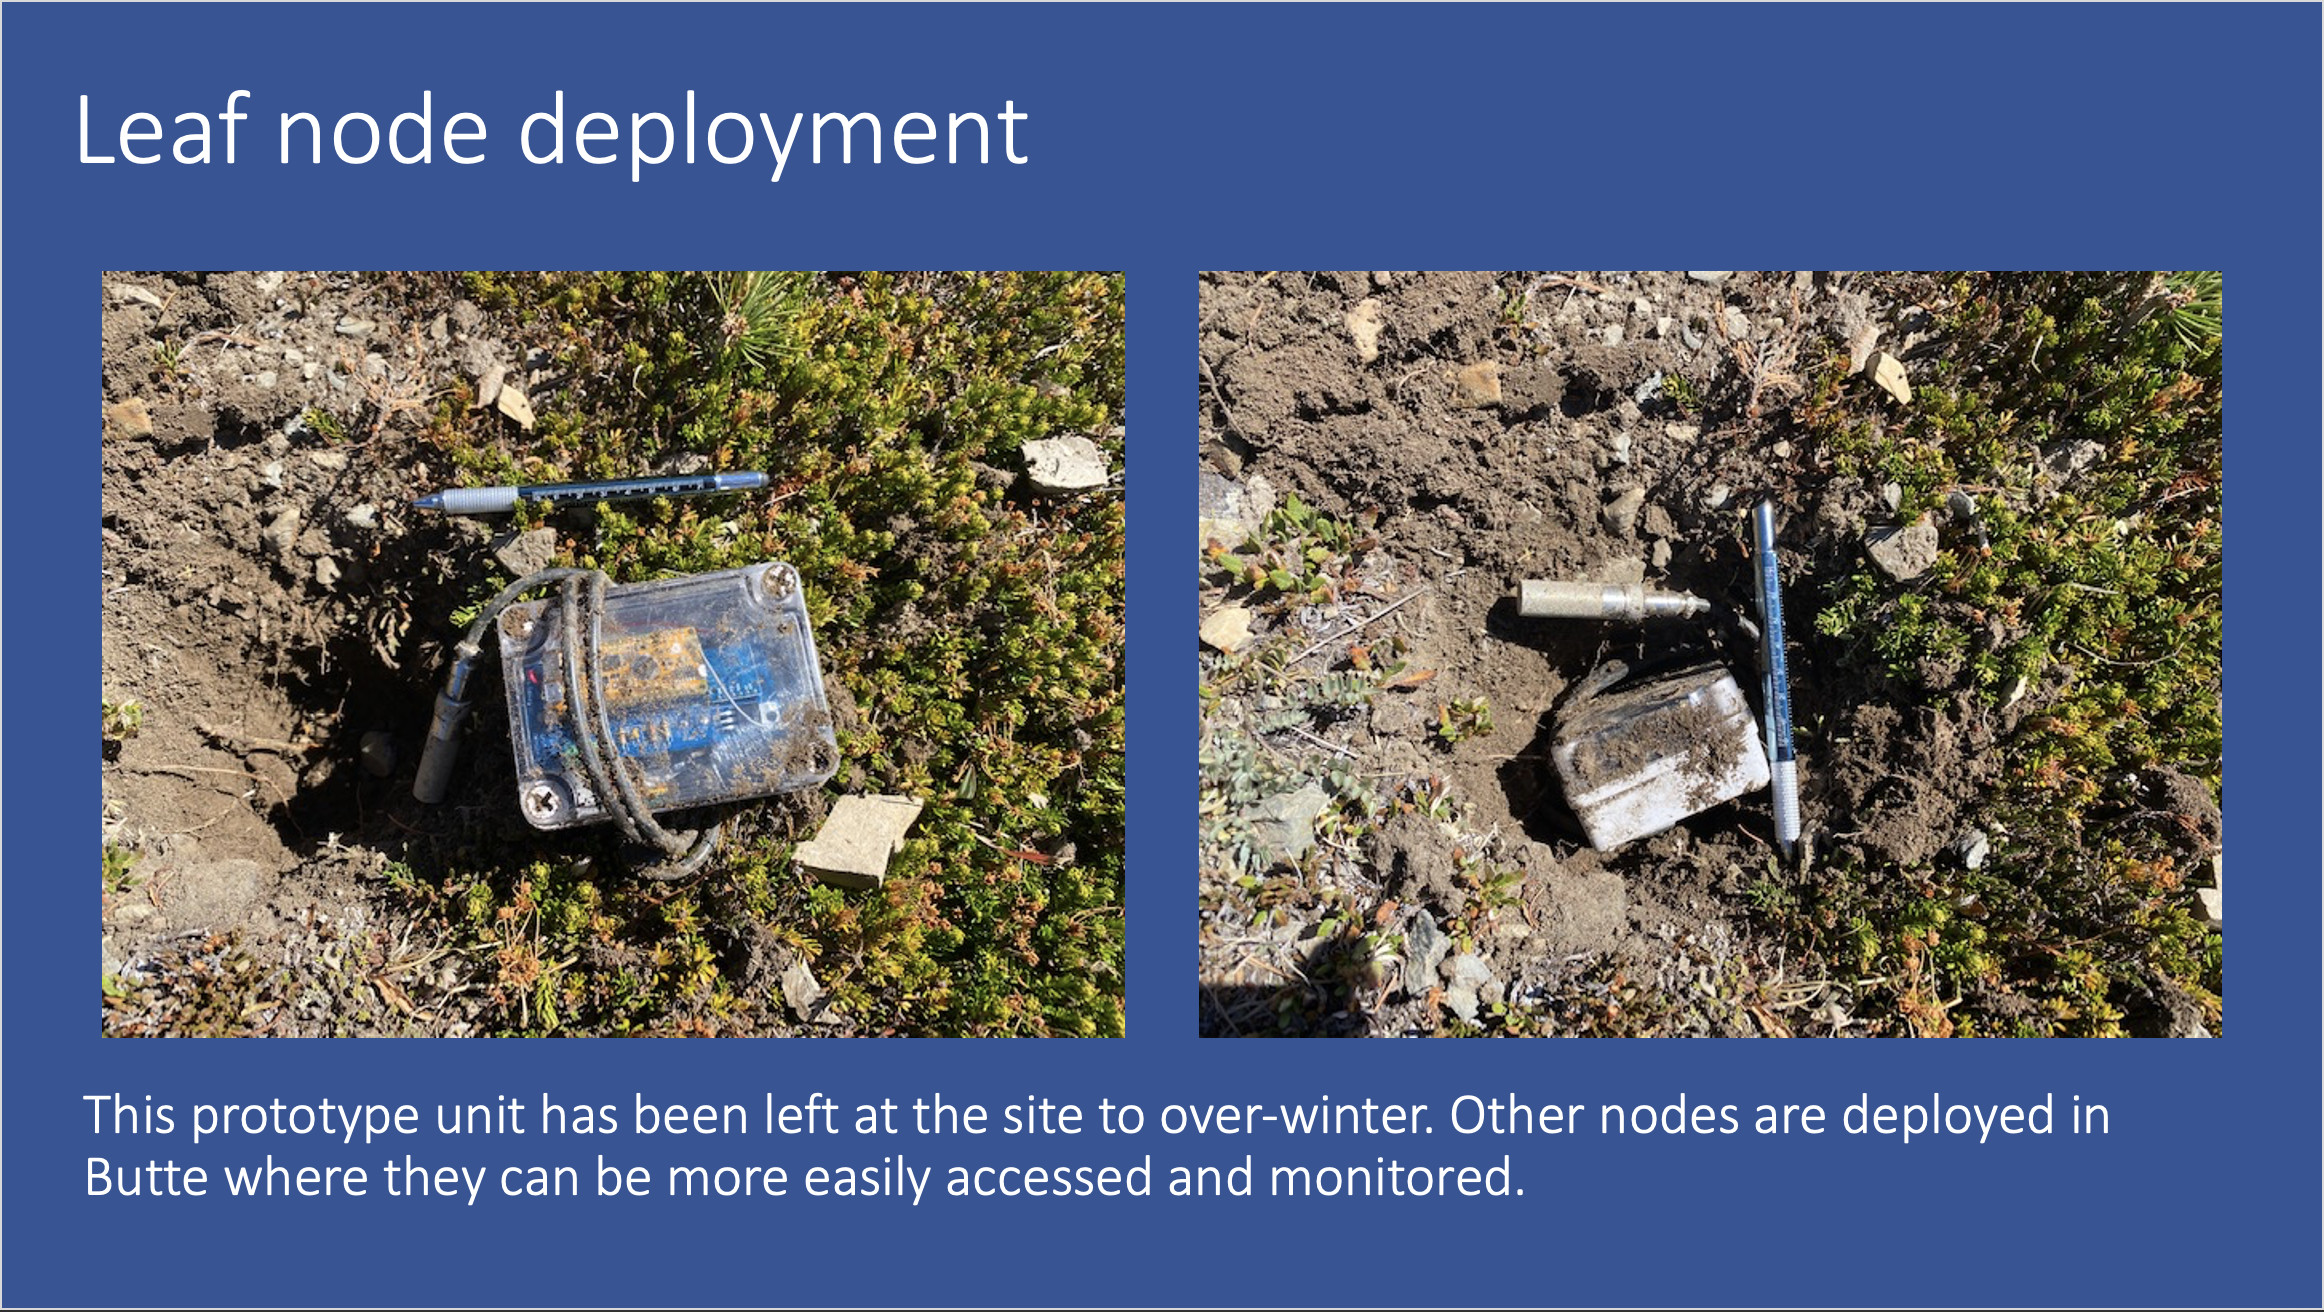 Leaf node deployment
This prototype unit has been left at the site to over-winter. Other nodes are deployed in
Butte where they can be more easily accessed and monitored.